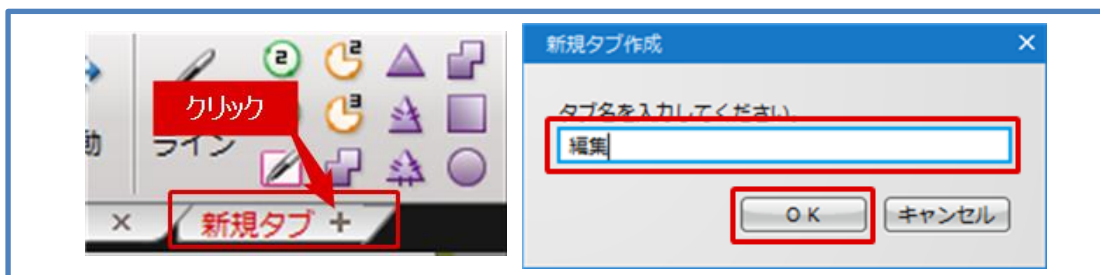 クリック
動
ライン
× 新規タブ +
新規タブ作成 ×
タブ名を入力してください。
編集
OK キャンセル